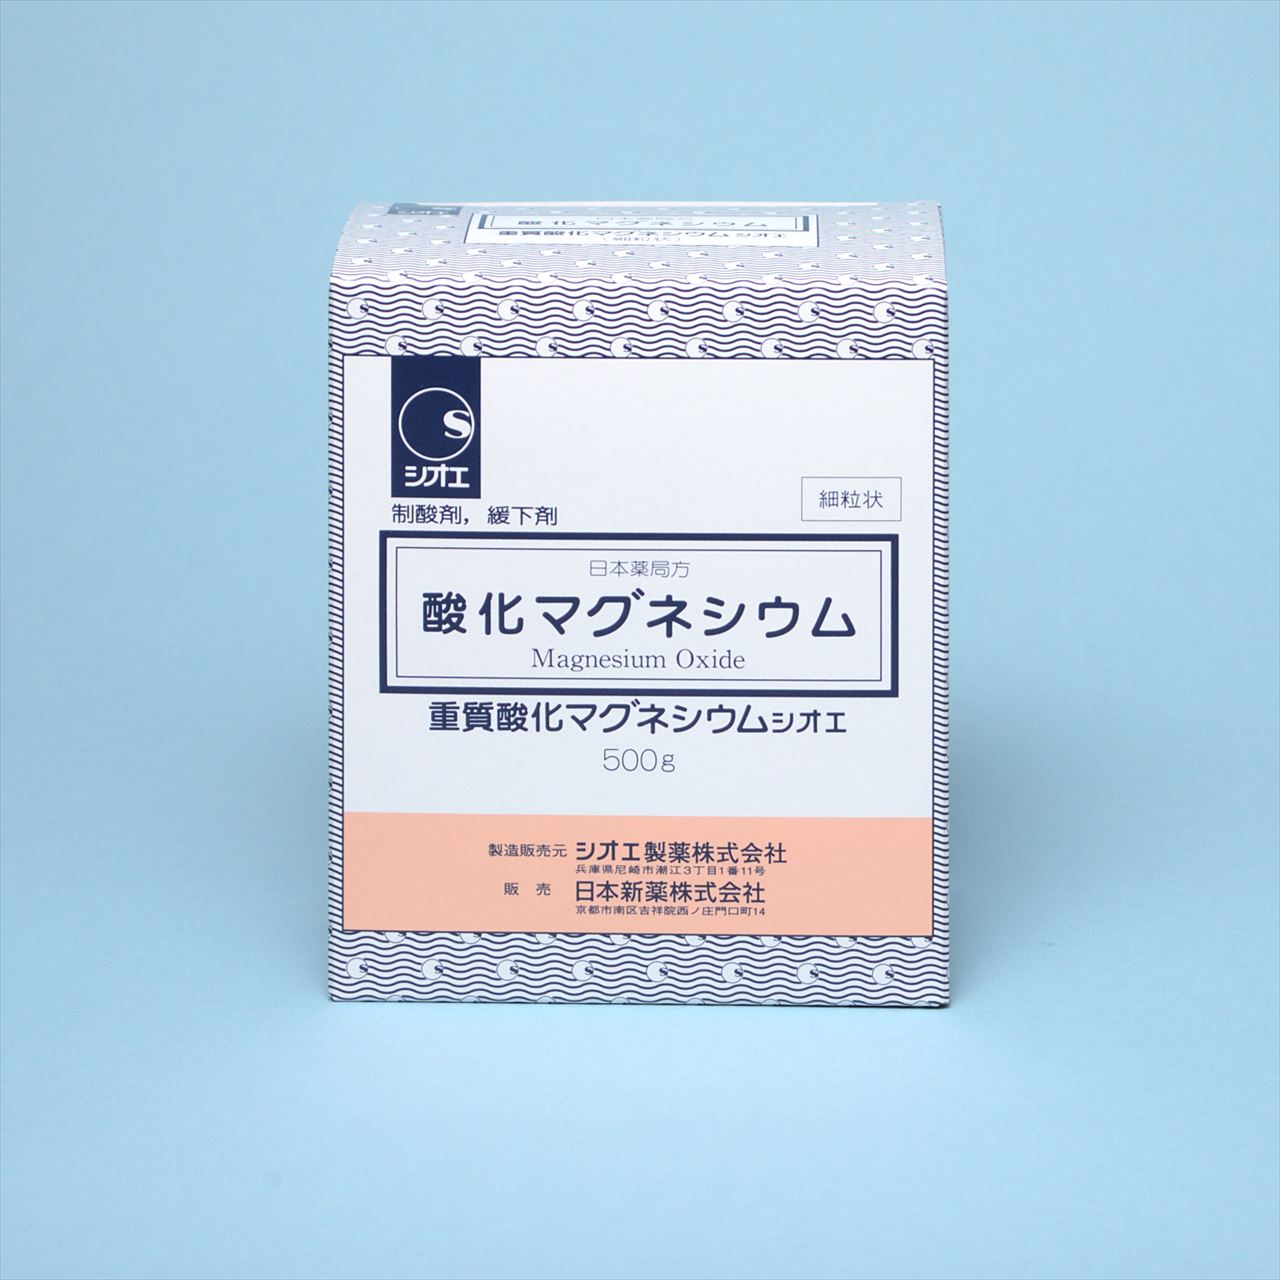 日本薬局方
酸化マグネシウム
重質酸化マグネシウム シオエ
S
シオエ
制酸剤，緩下剤
細粒状
日本薬局方
酸化マグネシウム
Magnesium Oxide
重質酸化マグネシウムシオエ
500g
製造販売元 シオエ製薬株式会社
兵庫県尼崎市潮江3丁目1番11号
販 売 日本新薬株式会社
京都市南区吉祥院西ノ庄門口町14